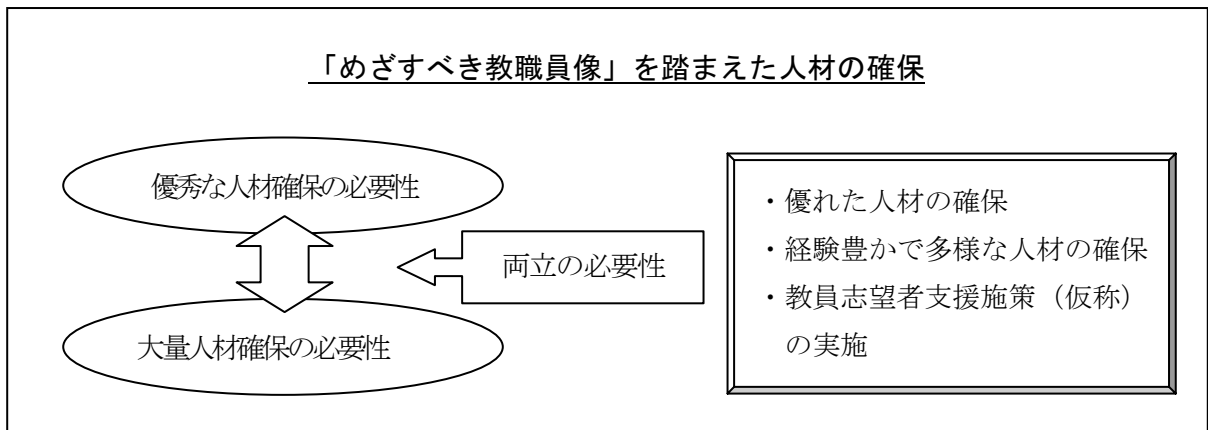 「めざすべき教職員像」を踏まえた人材の確保
優秀な人材確保の必要性
両立の必要性
大量人材確保の必要性
・優れた人材の確保
・経験豊かで多様な人材の確保
・教員志望者支援施策（仮称）
の実施